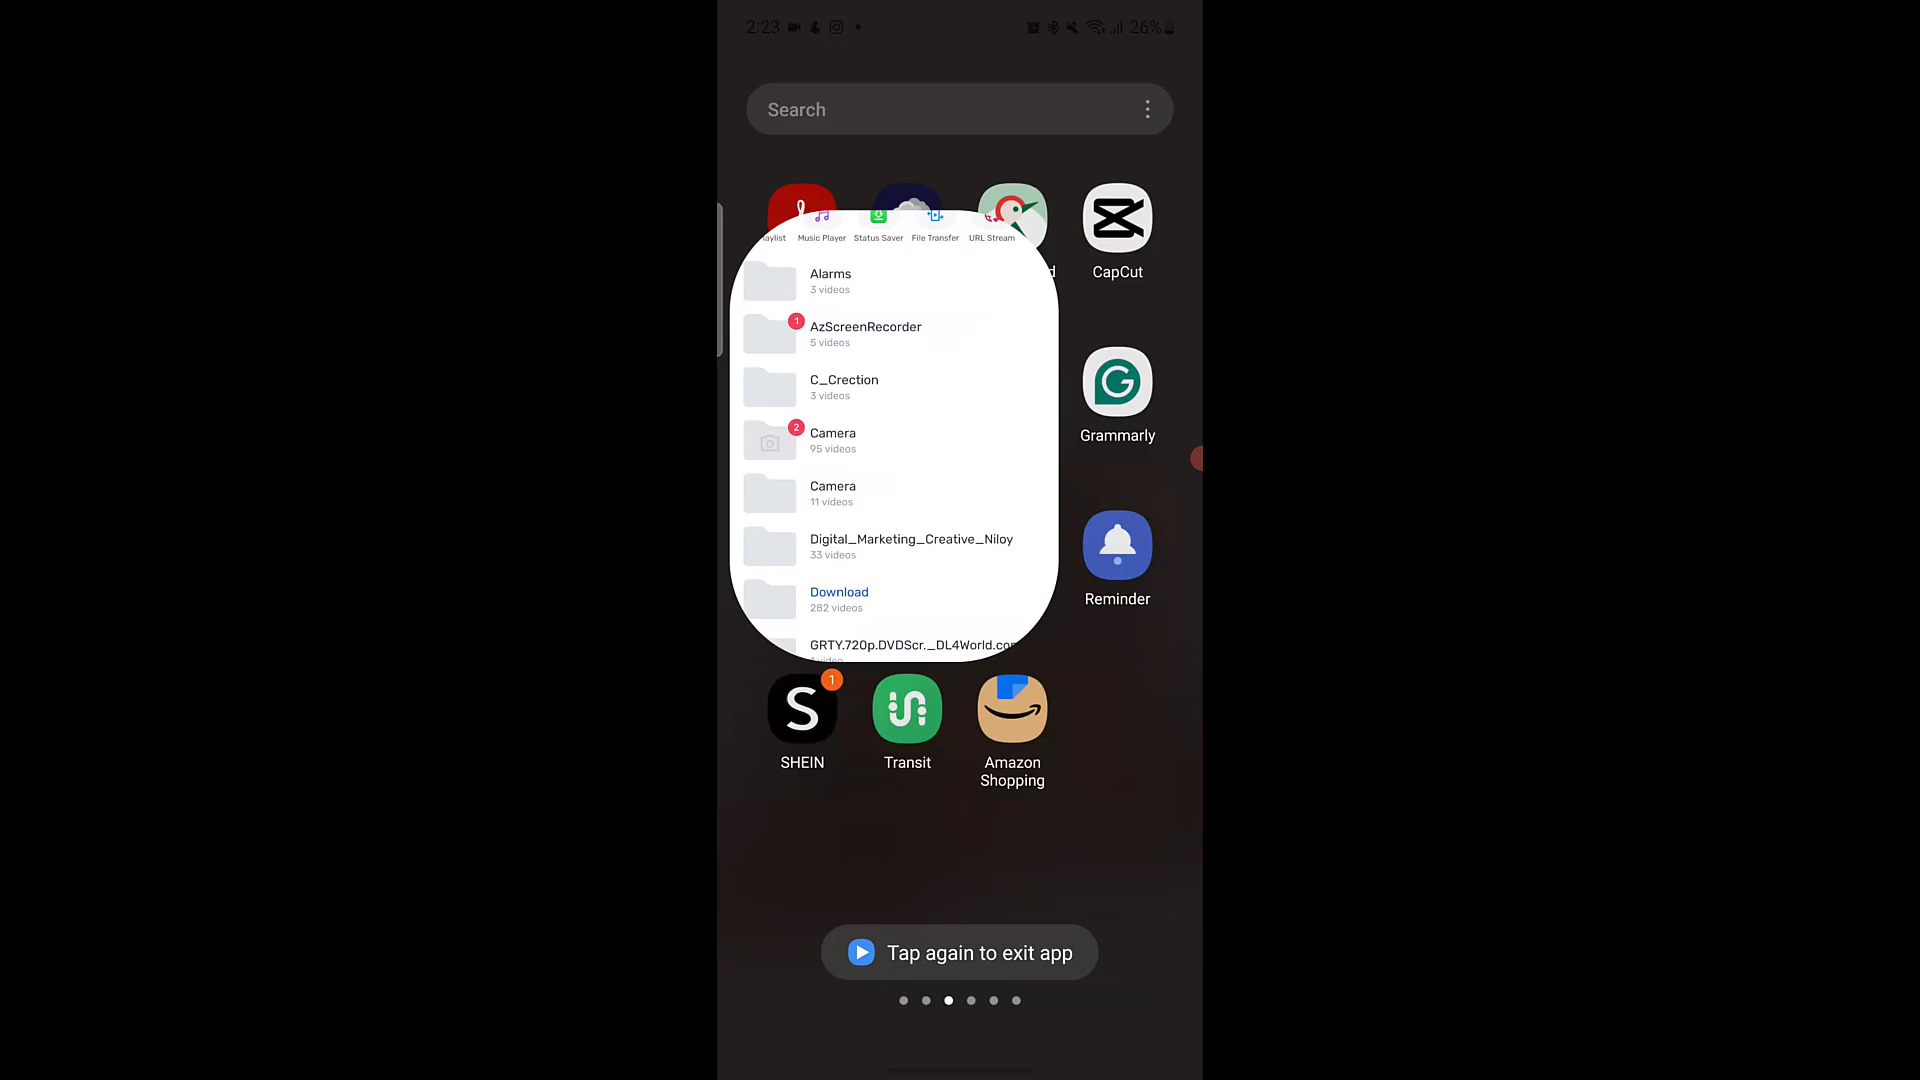 2:23
26%
Search
Music Player
Status Saver
File Transfer
URL Stream
Alarms
3 videos
CapCut
1
AzScreenRecorder
5 videos
C_Crection
3 videos
Grammarly
2
Camera
95 videos
Camera
11 videos
Digital_Marketing_Creative_Niloy
33 videos
Download
282 videos
Reminder
GRTY.720p.DVDScr._DL4World.co
1
S
SHEIN
Transit
Amazon
Shopping
Tap again to exit app